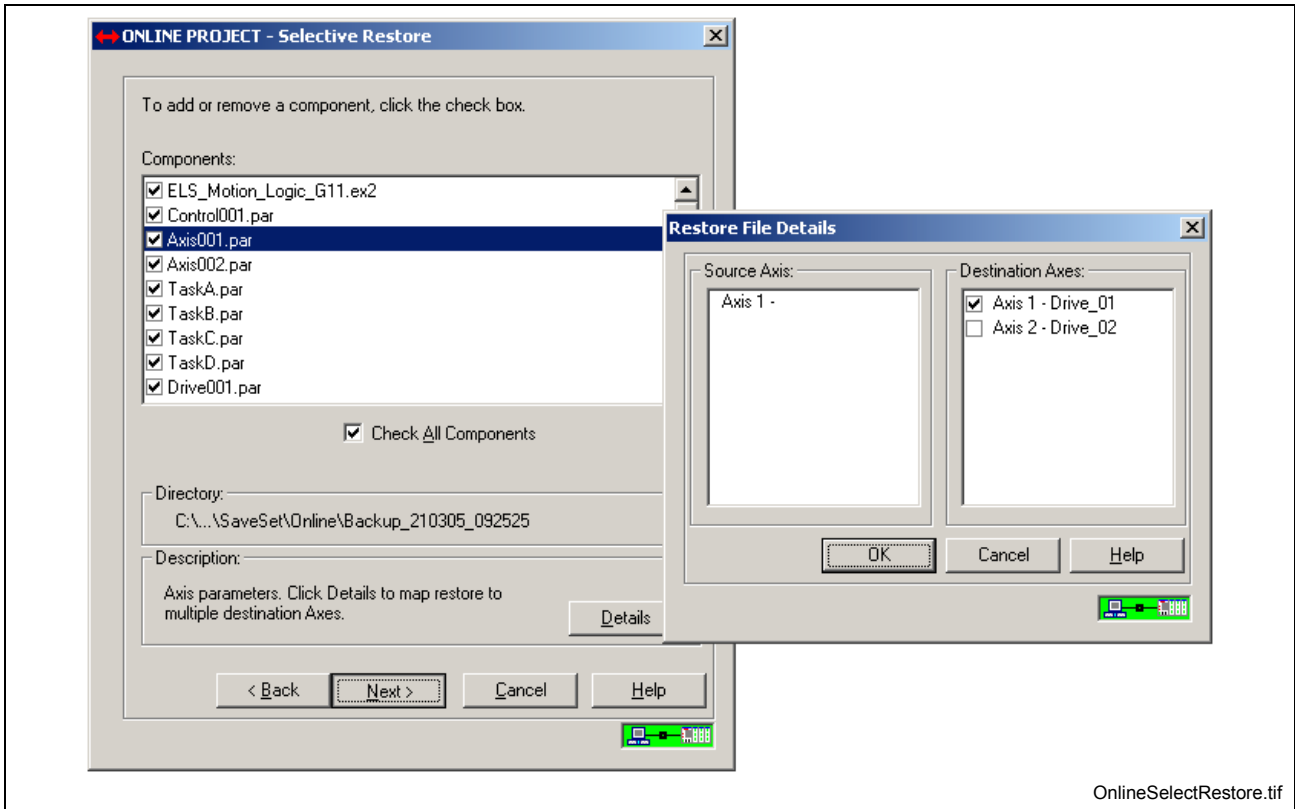 ONLINE PROJECT - Selective Restore
To add or remove a component, click the check box.
Components:
ELS_Motion_Logic_G11.ex2
Control001.par
Axis001.par
Axis002.par
TaskA.par
TaskB.par
TaskC.par
TaskD.par
Drive001.par
Check All Components
Directory:
C:\...\SaveSet\Online\Backup_210305_092525
Description:
Axis parameters. Click Details to map restore to
multiple destination Axes.
Details
< Back
Next >
Cancel
Help
Restore File Details
Source Axis:
Axis 1 -
Destination Axes:
Axis 1 - Drive_01
Axis 2 - Drive_02
OK
Cancel
Help
OnlineSelectRestore.tif